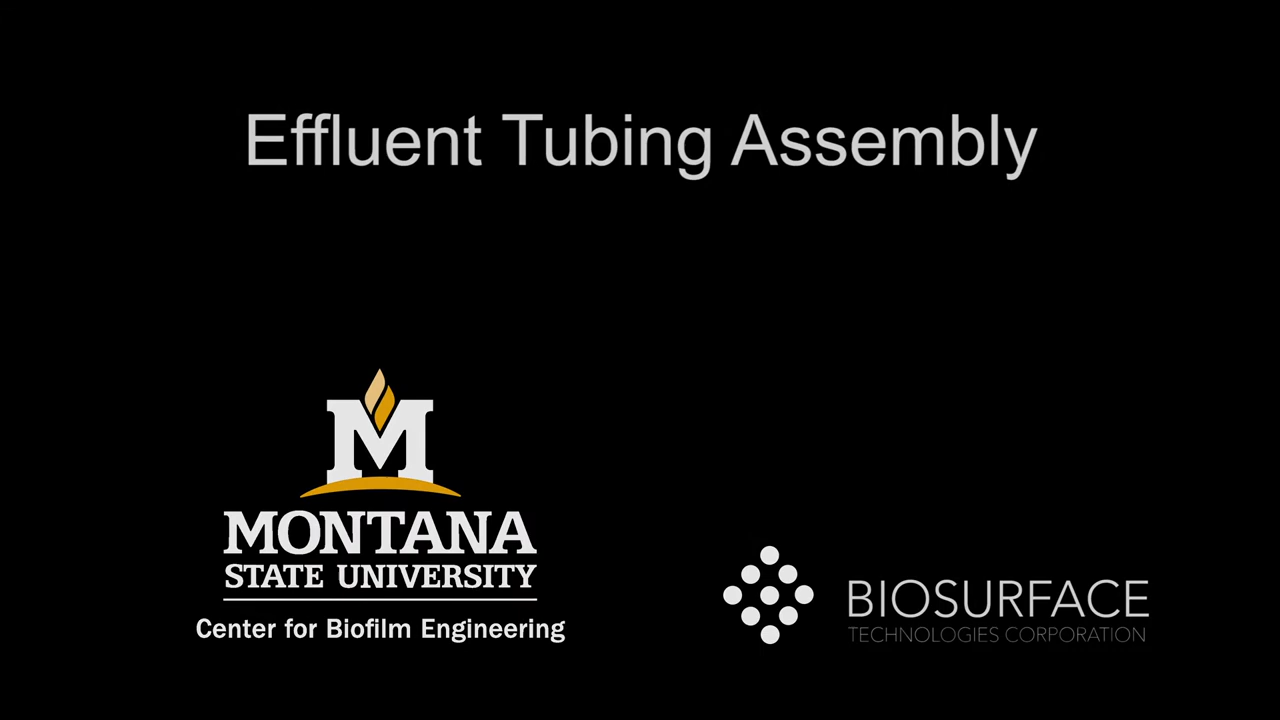 Effluent Tubing Assembly
M
MONTANA
STATE UNIVERSITY
Center for Biofilm Engineering
BIOSURFACE
TECHNOLOGIES CORPORATION